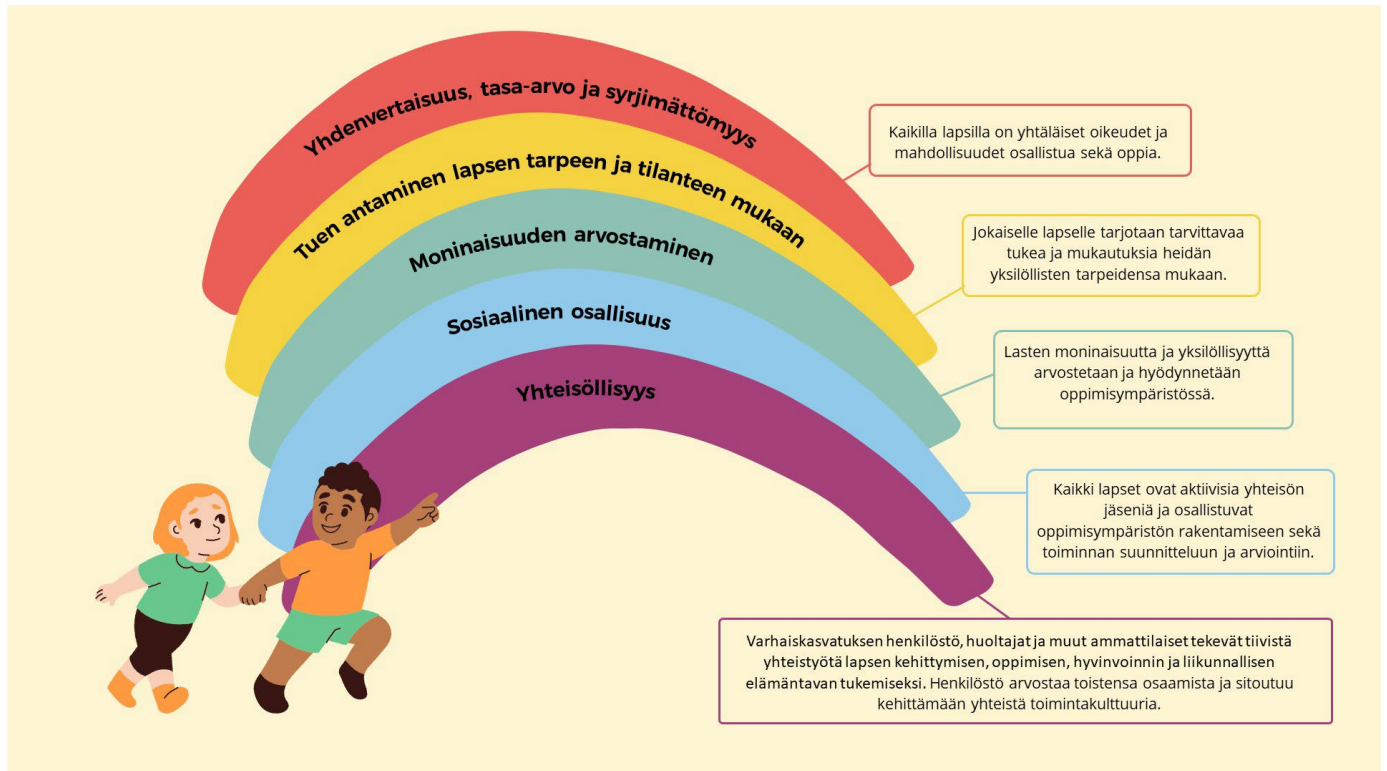 Yhdenvertaisuus, tasa-arvo ja syrjimättömyys
Kaikilla lapsilla on yhtäläiset oikeudet ja
mahdollisuudet osallistua sekä oppia.
Tuen antaminen lapsen tarpeen ja tilanteen mukaan
Jokaiselle lapselle tarjotaan tarvittavaa
tukea ja mukautuksia heidän
yksilöllisten tarpeidensa mukaan.
Moninaisuuden arvostaminen
Lasten moninaisuutta ja yksilöllisyyttä
arvostetaan ja hyödynnetään
oppimisympäristössä.
Sosiaalinen osallisuus
Kaikki lapset ovat aktiivisia yhteisön
jäseniä ja osallistuvat
oppimisympäristön rakentamiseen sekä
toiminnan suunnitteluun ja arviointiin.
Yhteisöllisyys
Varhaiskasvatuksen henkilöstö, huoltajat ja muut ammattilaiset tekevät tiivistä
yhteistyötä lapsen kehittymisen, oppimisen, hyvinvoinnin ja liikunnallisen
elämäntavan tukemiseksi. Henkilöstö arvostaa toistensa osaamista ja sitoutuu
kehittämään yhteistä toimintakulttuuria.